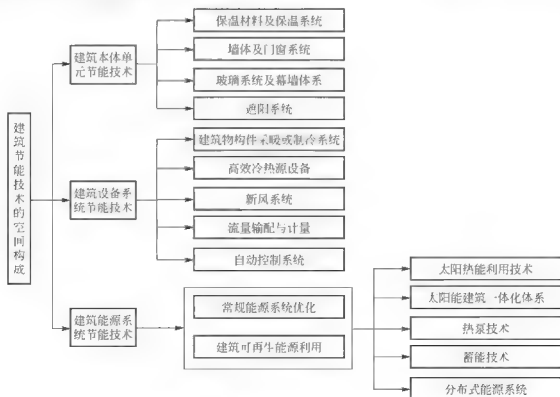 保温材料及保温系统
建筑本体单
元节能技术
墙体及门窗系统
玻璃系统及幕墙体系
遮阳系统
建筑节能技术的空间构成
建筑物构件采暖或制冷系统
高效冷热源设备
建筑设备系
统节能技术
新风系统
流量输配与计量
自动控制系统
太阳热能利用技术
常规能源系统优化
太阳能建筑一体化体系
建筑能源系
统节能技术
热泵技术
建筑可再生能源利用
蓄能技术
分布式能源系统